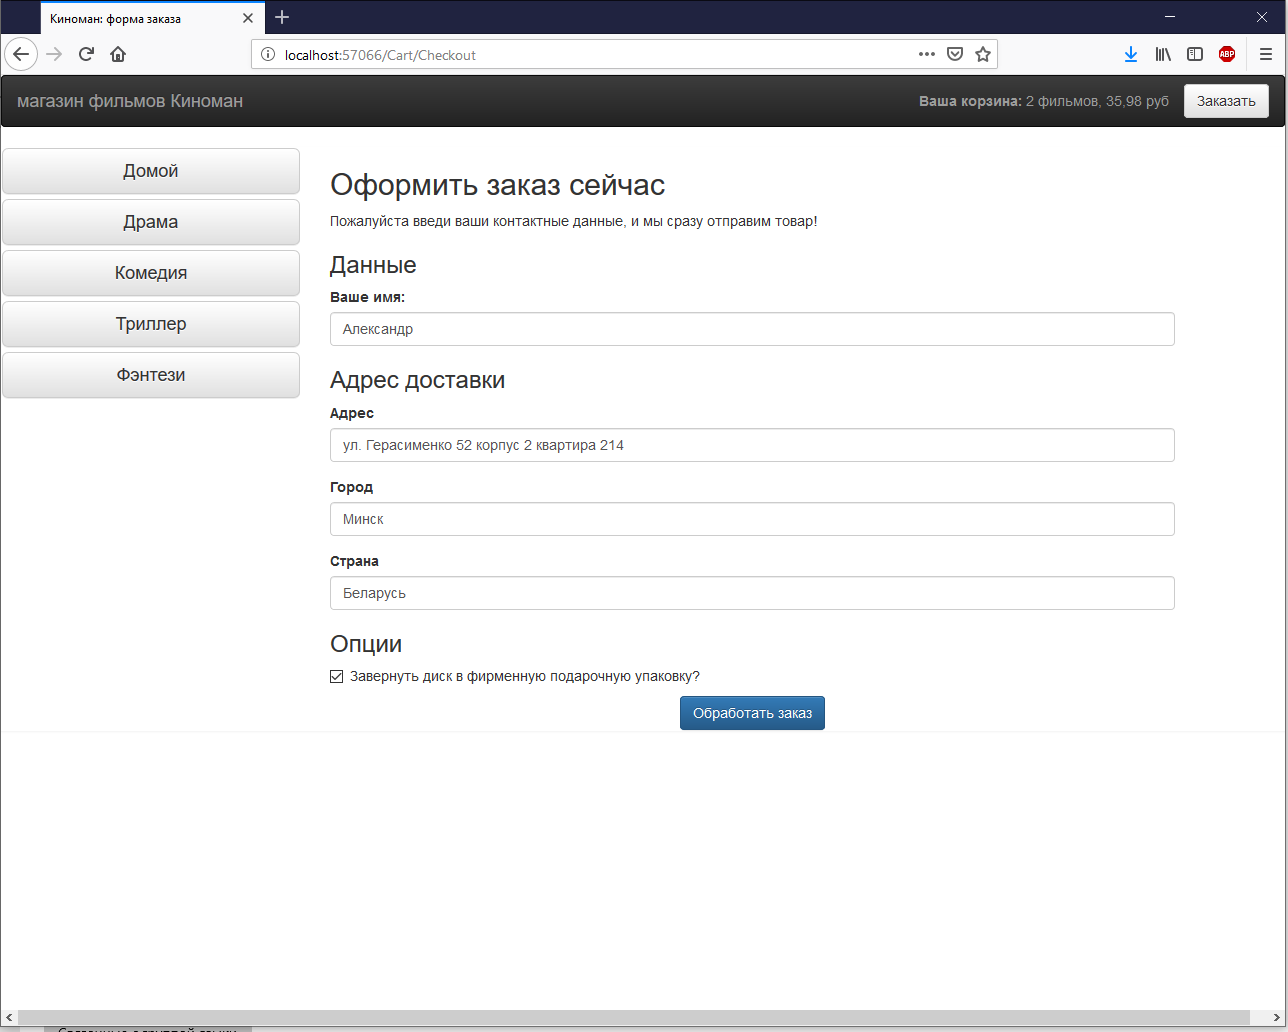 Киноман: форма заказа
localhost:57066/Cart/Checkout
ABP
магазин фильмов Киноман
Ваша корзина: 2 фильмов, 35,98 руб
Заказать
Домой
Драма
Комедия
Триллер
Фэнтези
Оформить заказ сейчас
Пожалуйста введи ваши контактные данные, и мы сразу отправим товар!
Данные
Ваше имя:
Александр
Адрес доставки
Адрес
ул. Герасименко 52 корпус 2 квартира 214
Город
Минск
Страна
Беларусь
Опции
Завернуть диск в фирменную подарочную упаковку?
Обработать заказ